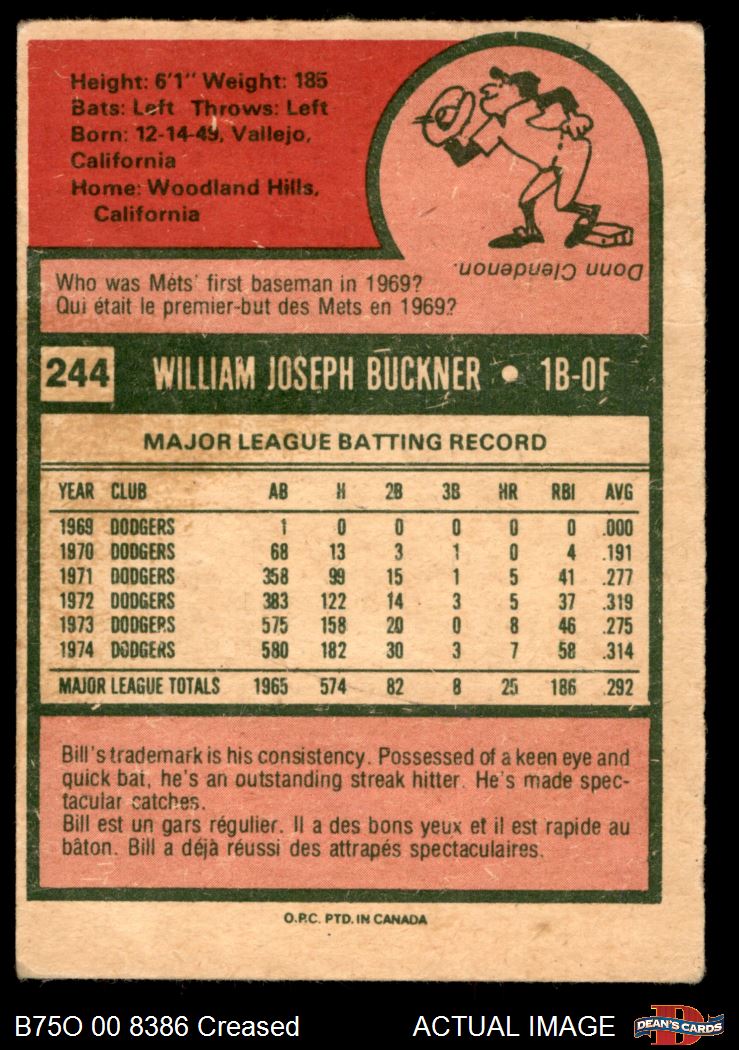 Height: 6'1" Weight: 185
Bats: Left Throws: Left
Born: 12-14-49, Vallejo,
California
Home: Woodland Hills,
California
Donn Clendenon.
Who was Mets' first baseman in 1969?
Qui était le premier-but des Mets en 1969?
244 WILLIAM JOSEPH BUCKNER • 1B-OF
MAJOR LEAGUE BATTING RECORD
YEAR CLUB AB H 2B 3B HR RBI AVG
1969 DODGERS 1 0 0 0 0 0 .000
1970 DODGERS 68 13 3 1 0 4 .191
1971 DODGERS 358 99 15 1 5 41 .277
1972 DODGERS 383 122 14 3 5 37 .319
1973 DODGERS 575 158 20 0 8 46 .275
1974 DODGERS 580 182 30 3 7 58 .314
MAJOR LEAGUE TOTALS 1965 574 82 8 25 186 .292
Bill's trademark is his consistency. Possessed of a keen eye and
quick bat, he's an outstanding streak hitter. He's made spec-
tacular catches.
Bill est un gars régulier. Il a des bons yeux et il est rapide au
bâton. Bill a déjà réussi des attrapés spectaculaires.
O.P.C. PTD. IN CANADA
B75O 00 8386 Creased ACTUAL IMAGE
D
DEAN'S CARDS